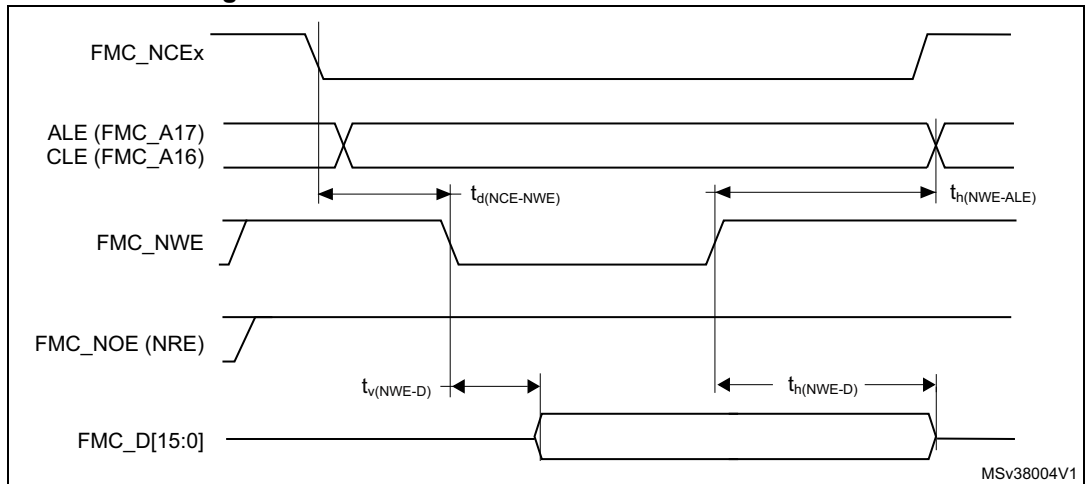 FMC_NCEx
ALE (FMC_A17)
CLE (FMC_A16)
td(NCE-NWE)
th(NWE-ALE)
FMC_NWE
FMC_NOE (NRE)
tv(NWE-D)
th(NWE-D)
FMC_D[15:0]
MSv38004V1